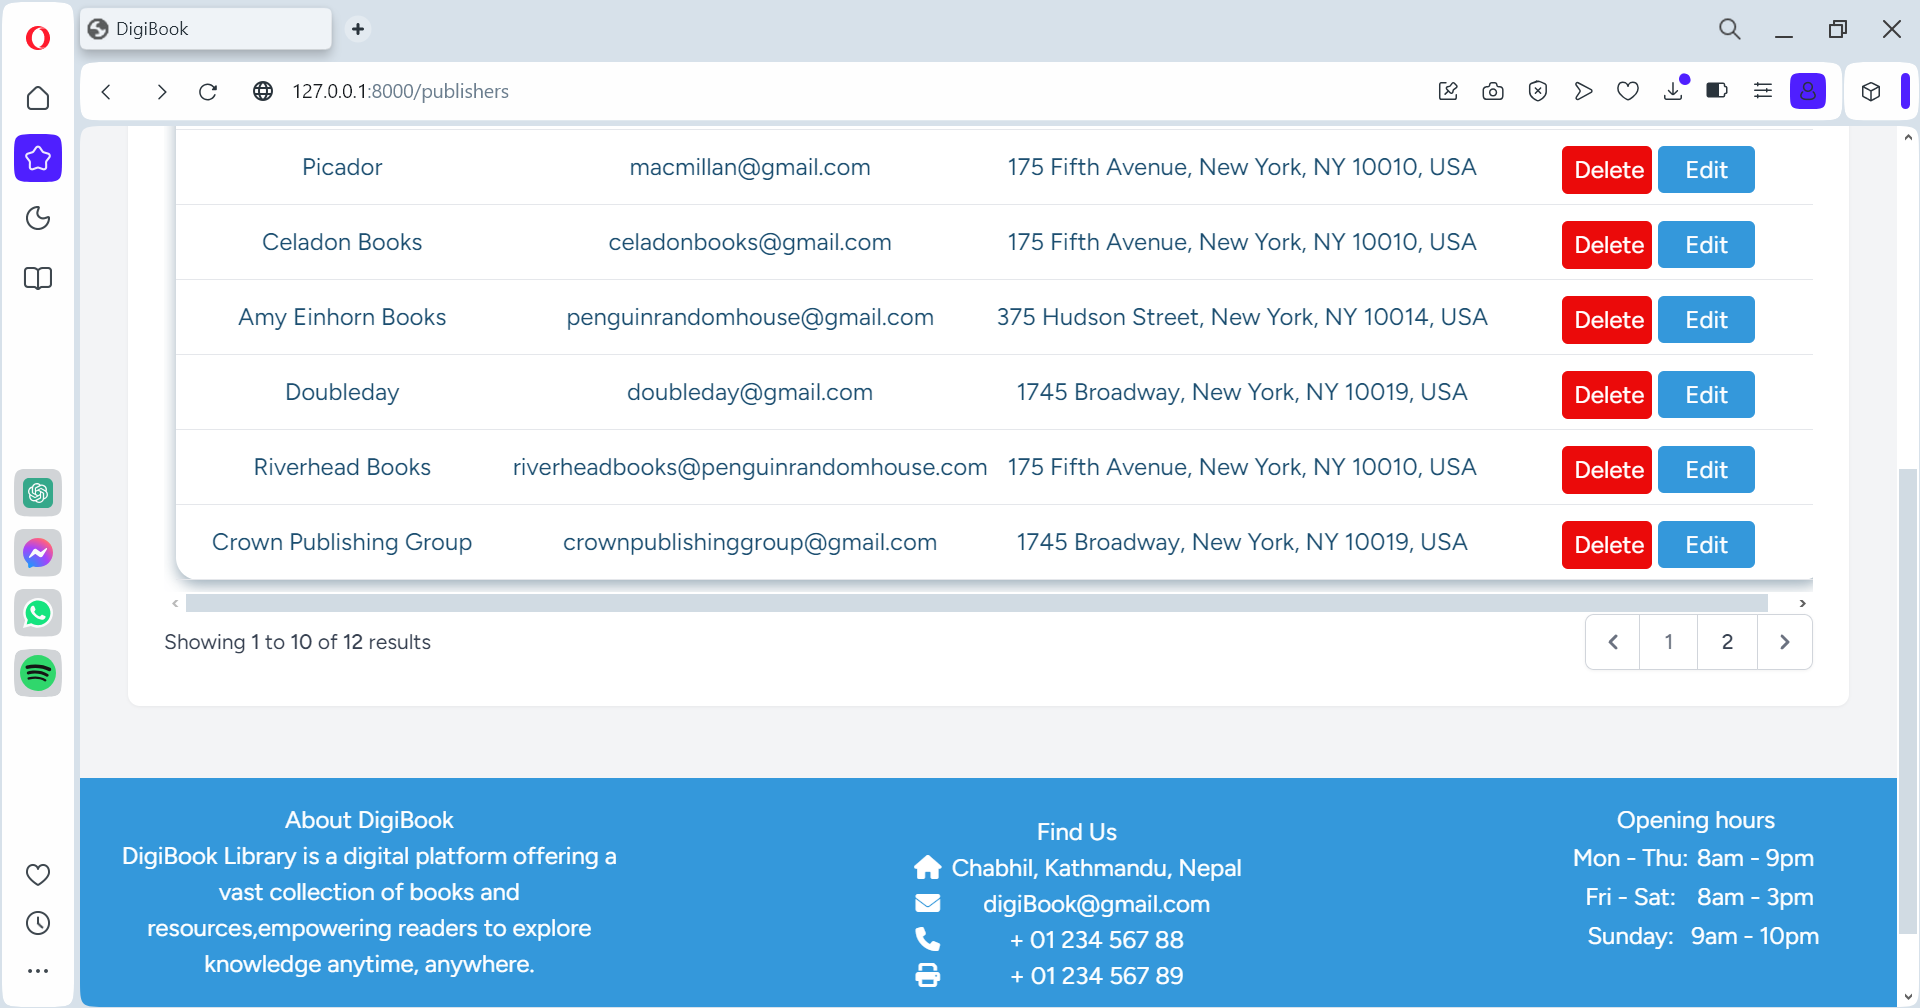 DigiBook
127.0.0.1:8000/publishers
Picador macmillan@gmail.com 175 Fifth Avenue, New York, NY 10010, USA Delete Edit
Celadon Books celadonbooks@gmail.com 175 Fifth Avenue, New York, NY 10010, USA Delete Edit
Amy Einhorn Books penguinrandomhouse@gmail.com 375 Hudson Street, New York, NY 10014, USA Delete Edit
Doubleday doubleday@gmail.com 1745 Broadway, New York, NY 10019, USA Delete Edit
Riverhead Books riverheadbooks@penguinrandomhouse.com 175 Fifth Avenue, New York, NY 10010, USA Delete Edit
Crown Publishing Group crownpublishinggroup@gmail.com 1745 Broadway, New York, NY 10019, USA Delete Edit
Showing 1 to 10 of 12 results 1 2
About DigiBook
DigiBook Library is a digital platform offering a
vast collection of books and
resources,empowering readers to explore
knowledge anytime, anywhere.
Find Us
Chabhil, Kathmandu, Nepal
digiBook@gmail.com
+ 01 234 567 88
+ 01 234 567 89
Opening hours
Mon - Thu: 8am - 9pm
Fri - Sat: 8am - 3pm
Sunday: 9am - 10pm